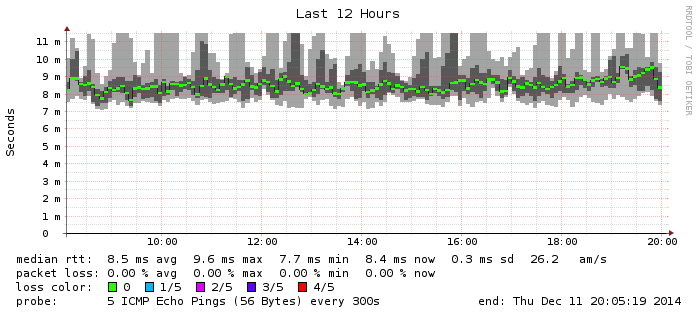 Last 12 Hours
RRDTOOL / TOBI OETIKER
Seconds
11 m
10 m
9 m
8 m
7 m
6 m
5 m
4 m
3 m
2 m
1 m
0
10:00 12:00 14:00 16:00 18:00 20:00
median rtt: 8.5 ms avg 9.6 ms max 7.7 ms min 8.4 ms now 0.3 ms sd 26.2 am/s
packet loss: 0.00 % avg 0.00 % max 0.00 % min 0.00 % now
loss color: 0 1/5 2/5 3/5 4/5
probe: 5 ICMP Echo Pings (56 Bytes) every 300s end: Thu Dec 11 20:05:19 2014